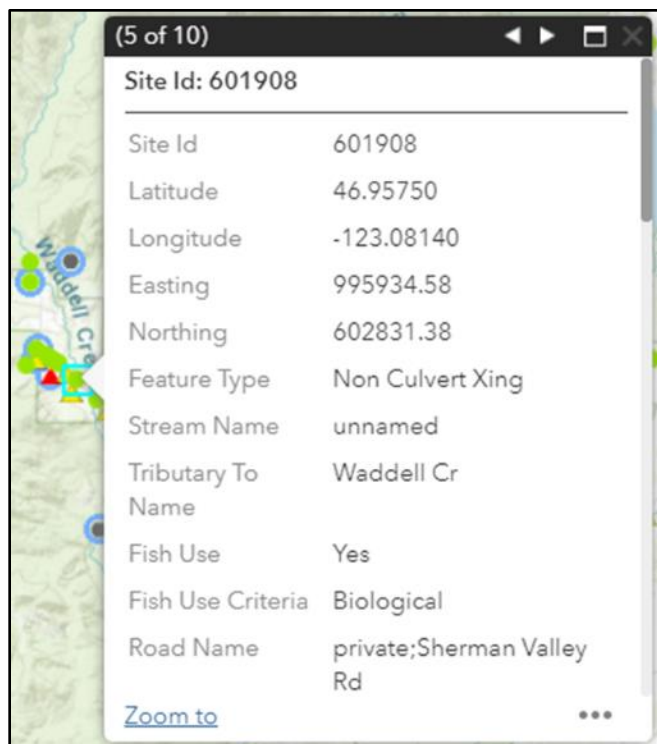 (5 of 10)
Site Id: 601908
Site Id 601908
Latitude 46.95750
Longitude -123.08140
Easting 995934.58
Northing 602831.38
Feature Type Non Culvert Xing
Stream Name unnamed
Tributary To Waddell Cr
Name
Fish Use Yes
Fish Use Criteria Biological
Road Name private;Sherman Valley
Rd
Zoom to
Waddell Cre